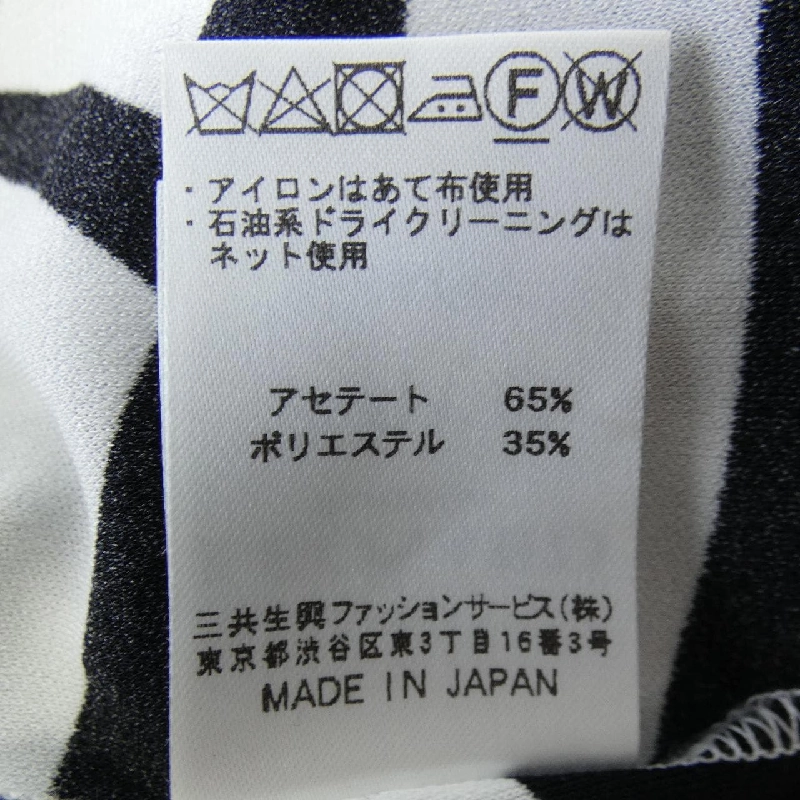 F W
・アイロンはあて布使用
・石油系ドライクリーニングは
ネット使用
アセテート 65%
ポリエステル 35%
三共生興ファッションサービス(株)
東京都渋谷区東3丁目16番3号
MADE IN JAPAN